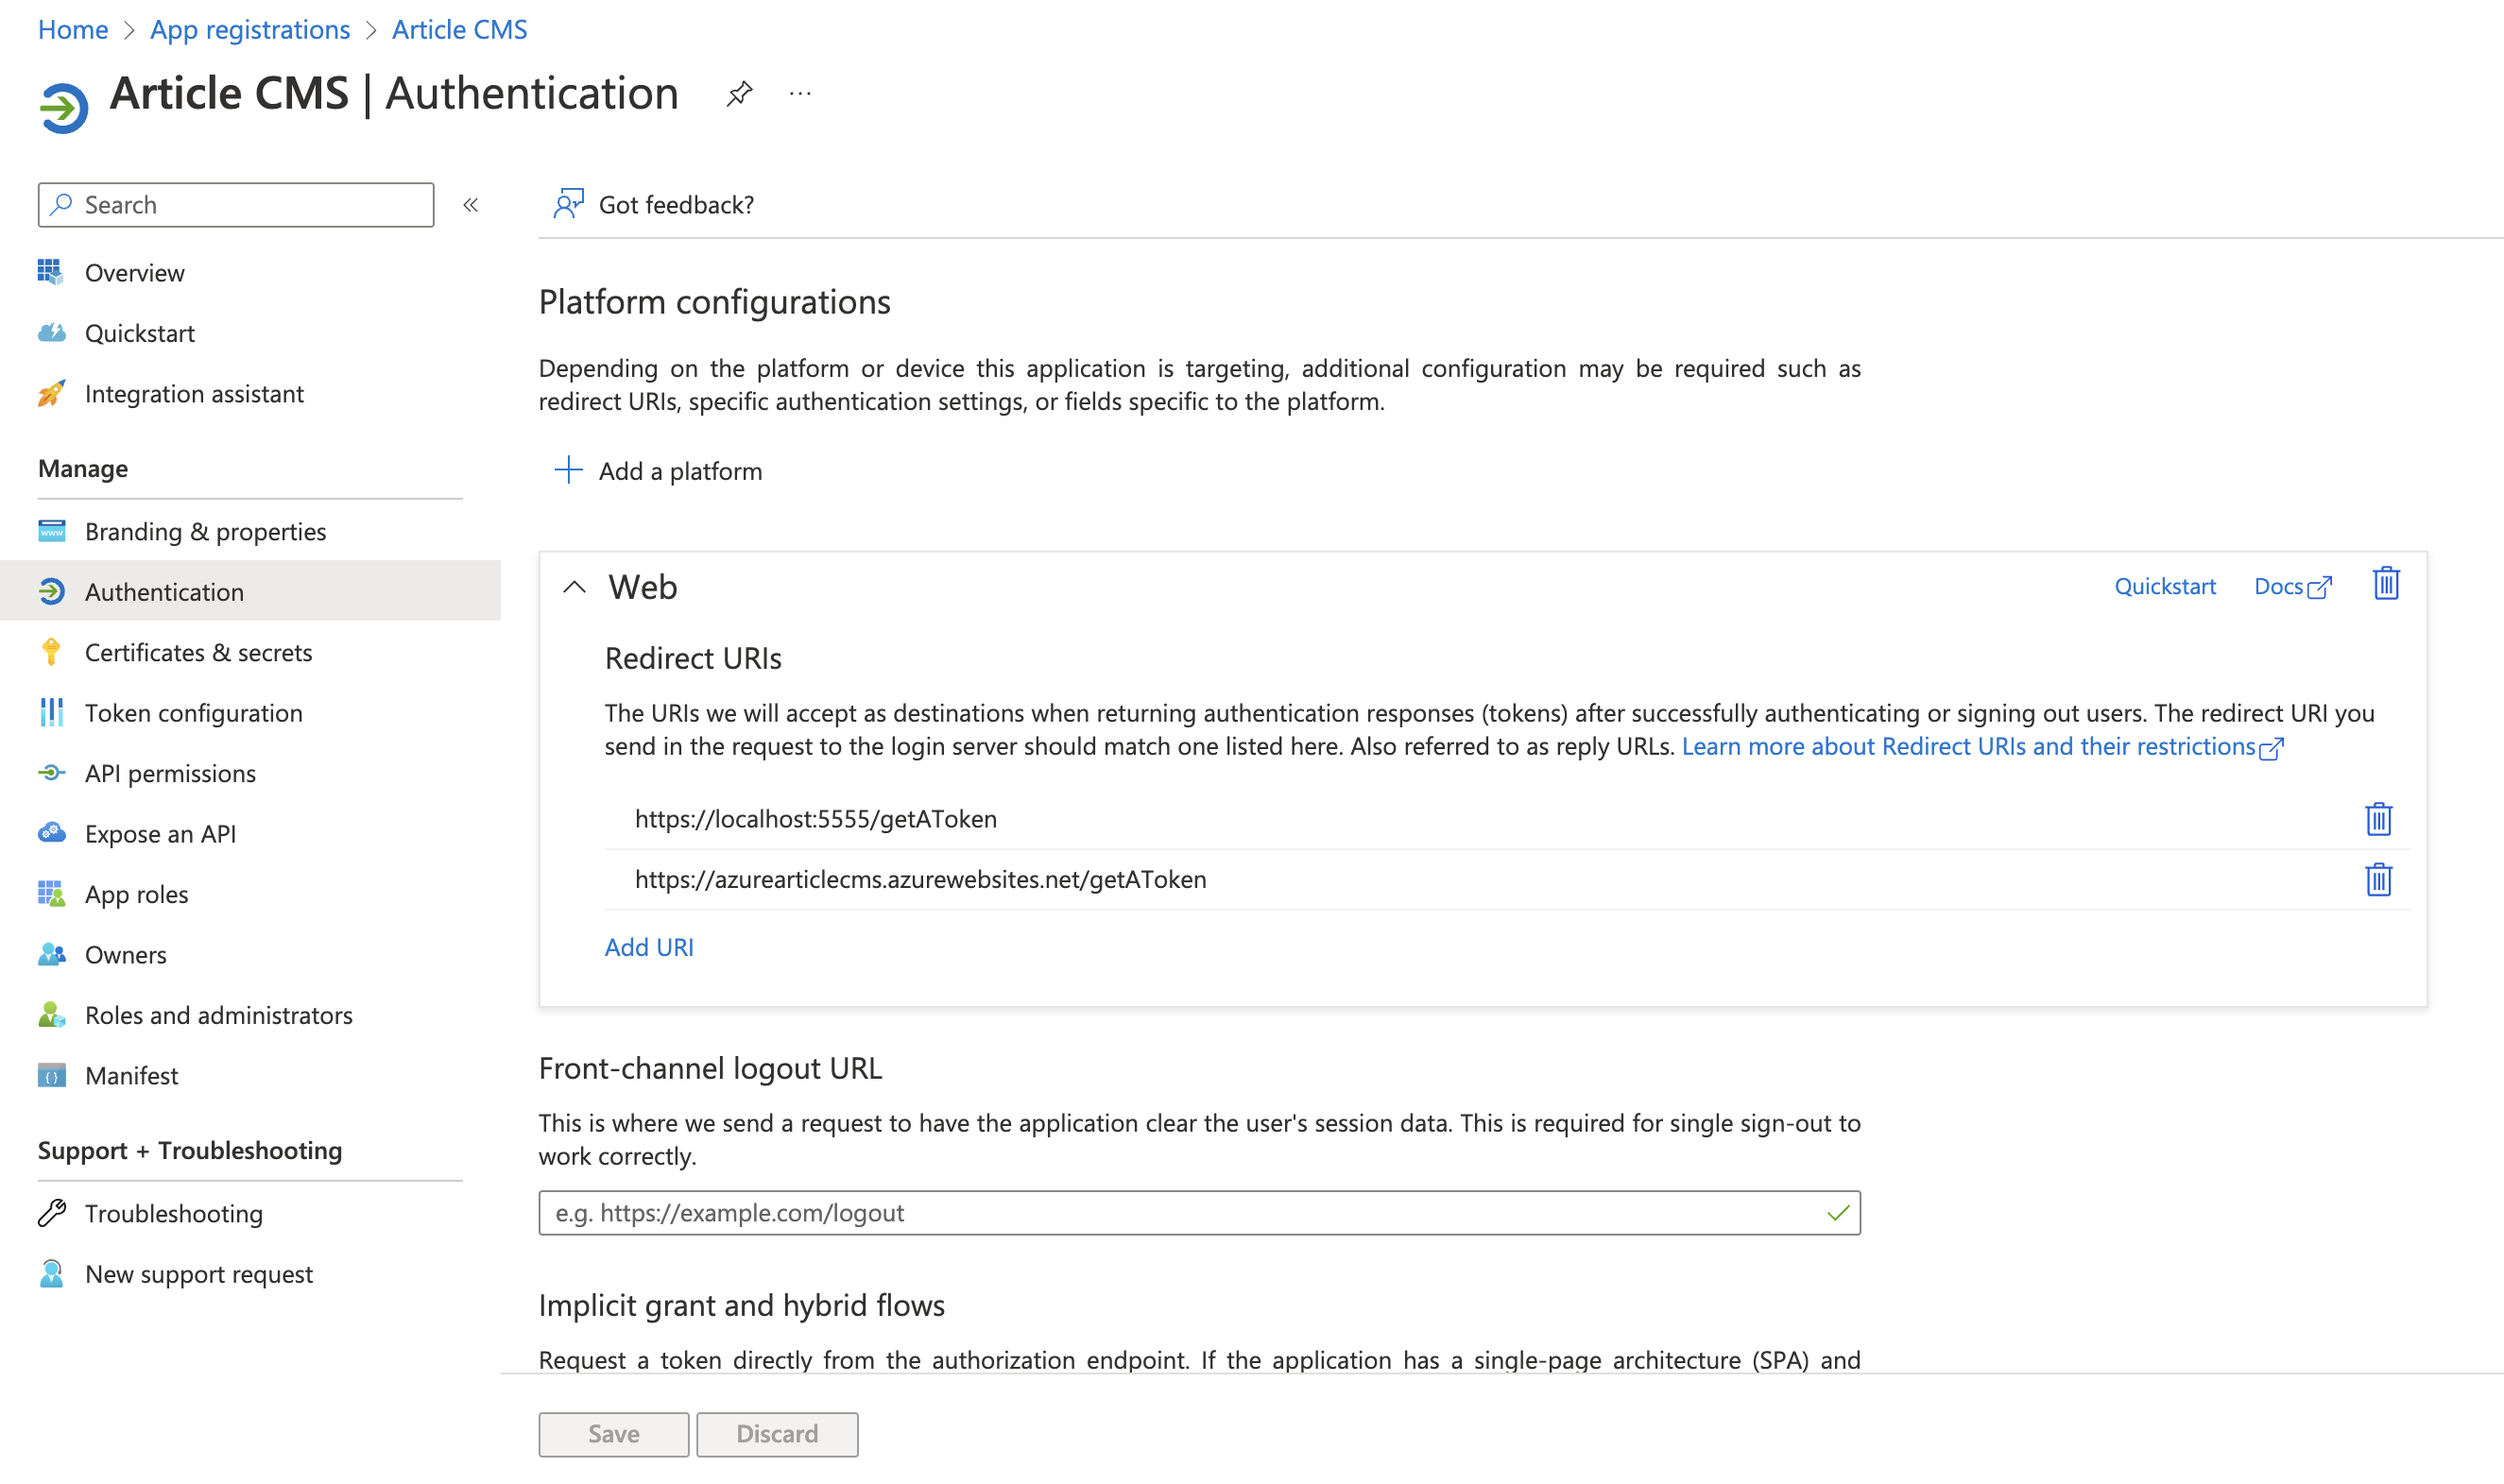 Home > App registrations > Article CMS
Article CMS | Authentication
Search
Got feedback?
Overview
Quickstart
Integration assistant
Manage
Branding & properties
Authentication
Certificates & secrets
Token configuration
API permissions
Expose an API
App roles
Owners
Roles and administrators
Manifest
Support + Troubleshooting
Troubleshooting
New support request
Platform configurations
Depending on the platform or device this application is targeting, additional configuration may be required such as
redirect URIs, specific authentication settings, or fields specific to the platform.
Add a platform
Web
Quickstart
Docs
Redirect URIs
The URIs we will accept as destinations when returning authentication responses (tokens) after successfully authenticating or signing out users. The redirect URI you
send in the request to the login server should match one listed here. Also referred to as reply URLs. Learn more about Redirect URIs and their restrictions
https://localhost:5555/getAToken
https://azurearticlecms.azurewebsites.net/getAToken
Add URI
Front-channel logout URL
This is where we send a request to have the application clear the user's session data. This is required for single sign-out to
work correctly.
e.g. https://example.com/logout
Implicit grant and hybrid flows
Request a token directly from the authorization endpoint. If the application has a single-page architecture (SPA) and
Save
Discard